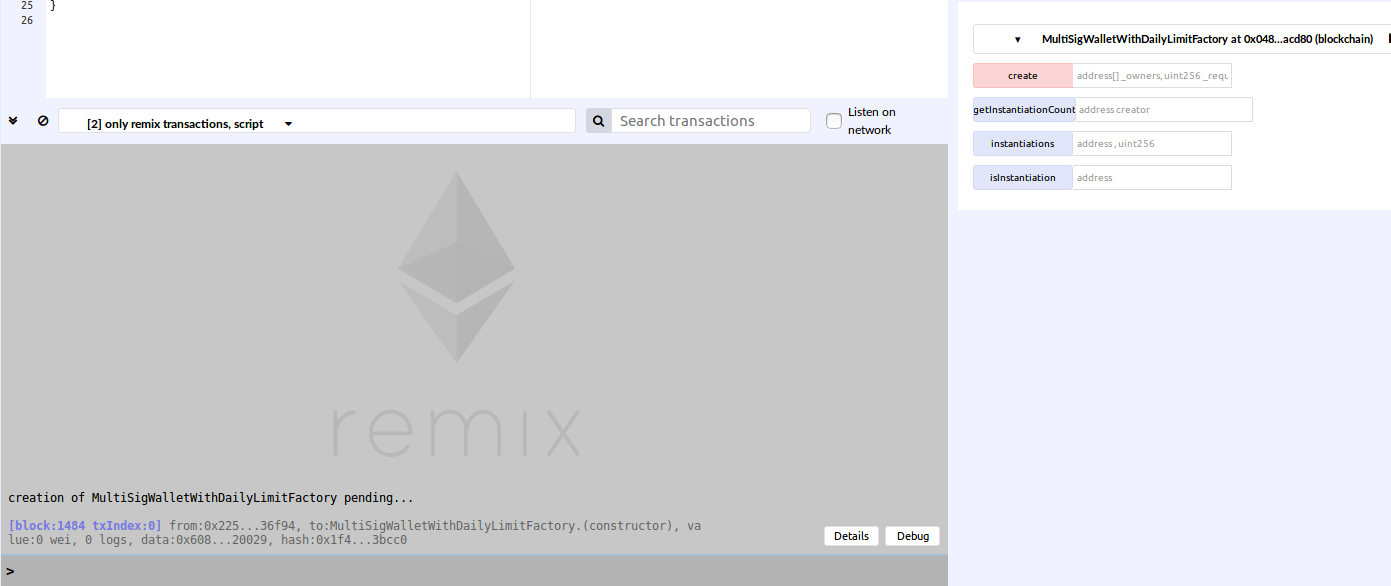 25 }
26
[2] only remix transactions, script
Search transactions
Listen on
network
remix
creation of MultiSigWalletWithDailyLimitFactory pending...
[block:1484 txIndex:0] from:0x225...36f94, to:MultiSigWalletWithDailyLimitFactory.(constructor), va
lue:0 wei, 0 logs, data:0x608...20029, hash:0x1f4...3bcc0
Details
Debug
>
MultiSigWalletWithDailyLimitFactory at 0x048...acd80 (blockchain)
create address[] _owners, uint256 _requ
getInstantiationCount address creator
instantiations address , uint256
isInstantiation address